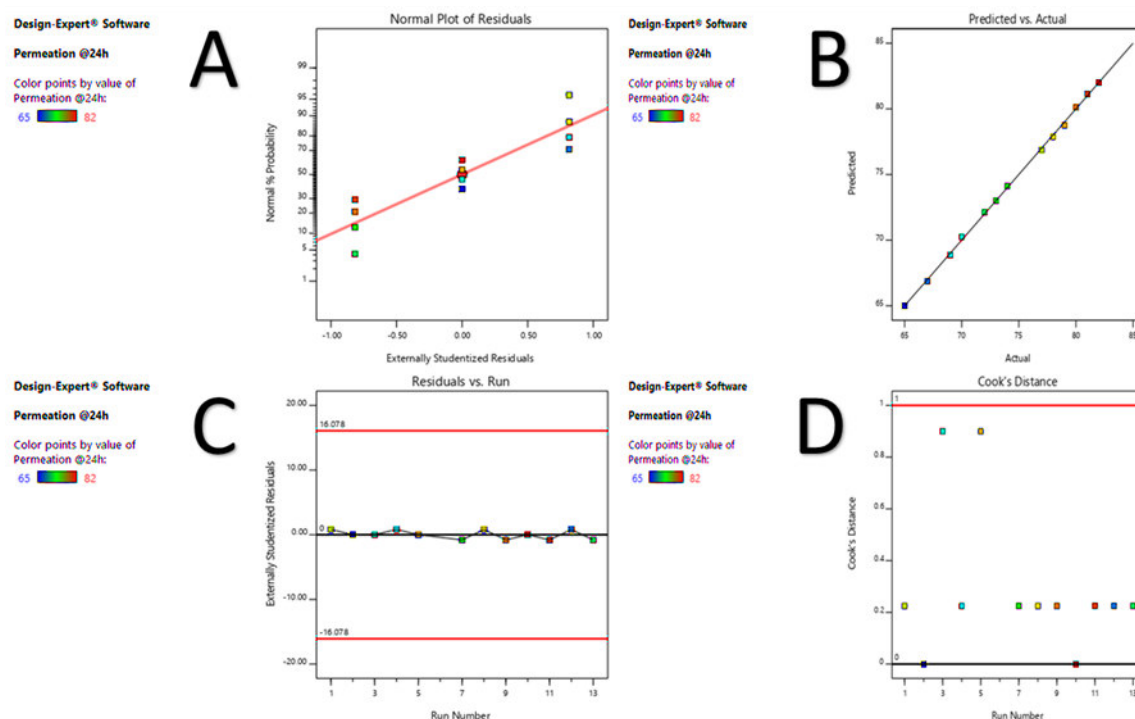 Design-Expert® Software
Permeation @24h
Color points by value of
Permeation @24h:
65 82
A
Normal Plot of Residuals
Normal % Probability
99
95
90
80
70
50
30
20
10
5
1
-1.00 -0.50 0.00 0.50 1.00
Externally Studentized Residuals
Design-Expert® Software
Permeation @24h
Color points by value of
Permeation @24h:
65 82
B
Predicted vs. Actual
Predicted
85
80
75
70
65
65 70 75 80 85
Actual
Design-Expert® Software
Permeation @24h
Color points by value of
Permeation @24h:
65 82
C
Residuals vs. Run
Externally Studentized Residuals
20.00
16.078
10.00
0
0.00
-10.00
-16.078
-20.00
1 3 5 7 9 11 13
Run Number
Design-Expert® Software
Permeation @24h
Color points by value of
Permeation @24h:
65 82
D
Cook's Distance
Cook's Distance
1
1
0.8
0.6
0.4
0.2
0
0
1 3 5 7 9 11 13
Run Number